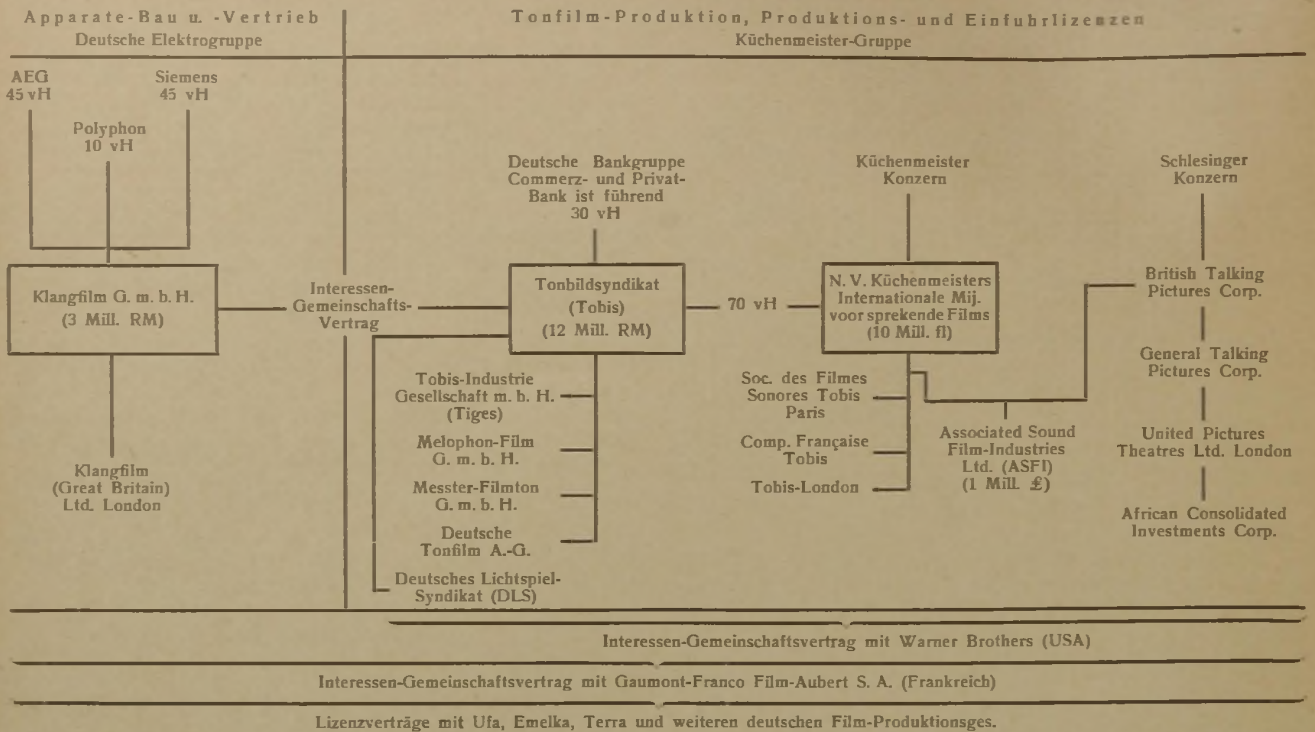 Apparate-Bau u. -Vertrieb
Deutsche Elektrogruppe
Tonfilm-Produktion, Produktions- und Einfuhrlizenzen
Küchenmeister-Gruppe
AEG
45 vH
Siemens
45 vH
Polyphon
10 vH
Klangfilm G. m. b. H.
(3 Mill. RM)
Klangfilm
(Great Britain)
Ltd. London
Interessen-
Gemeinschafts-
Vertrag
Deutsche Bankgruppe
Commerz- und Privat-
Bank ist führend
30 vH
Tonbildsyndikat
(Tobis)
(12 Mill. RM)
Tobis-Industrie
Gesellschaft m. b. H.
(Tiges)
Melophon-Film
G. m. b. H.
Messter-Filmton
G. m. b. H.
Deutsche
Tonfilm A.-G.
Deutsches Lichtspiel-
Syndikat (DLS)
70 vH
Küchenmeister
Konzern
N. V. Küchenmeisters
Internationale Mij.
voor sprekende Films
(10 Mill. fl)
Soc. des Filmes
Sonores Tobis
Paris
Comp. Française
Tobis
Tobis-London
Associated Sound
Film-Industries
Ltd. (ASFI)
(1 Mill. £)
Schlesinger
Konzern
British Talking
Pictures Corp.
General Talking
Pictures Corp.
United Pictures
Theatres Ltd. London
African Consolidated
Investments Corp.
Interessen-Gemeinschaftsvertrag mit Warner Brothers (USA)
Interessen-Gemeinschaftsvertrag mit Gaumont-Franco Film-Aubert S. A. (Frankreich)
Lizenzverträge mit Ufa, Emelka, Terra und weiteren deutschen Film-Produktionsges.